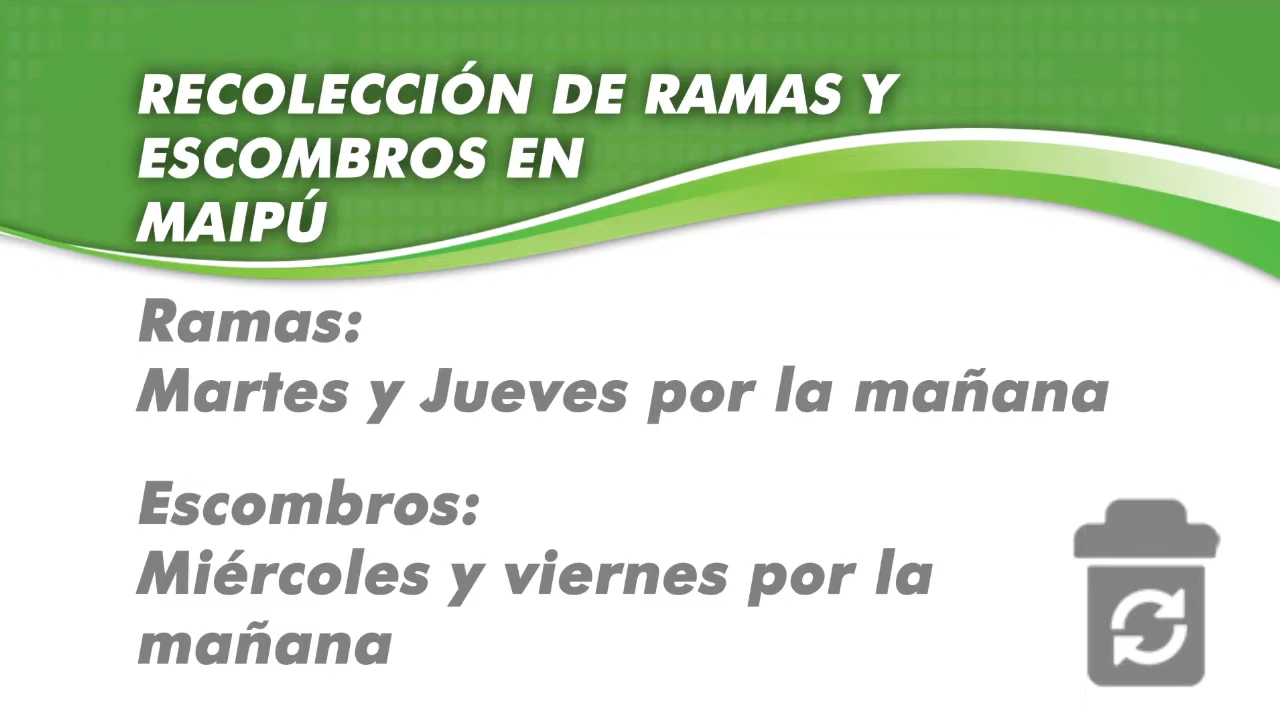 RECOLECCIÓN DE RAMAS Y
ESCOMBROS EN
MAIPÚ
Ramas:
Martes y Jueves por la mañana
Escombros:
Miércoles y viernes por la
mañana